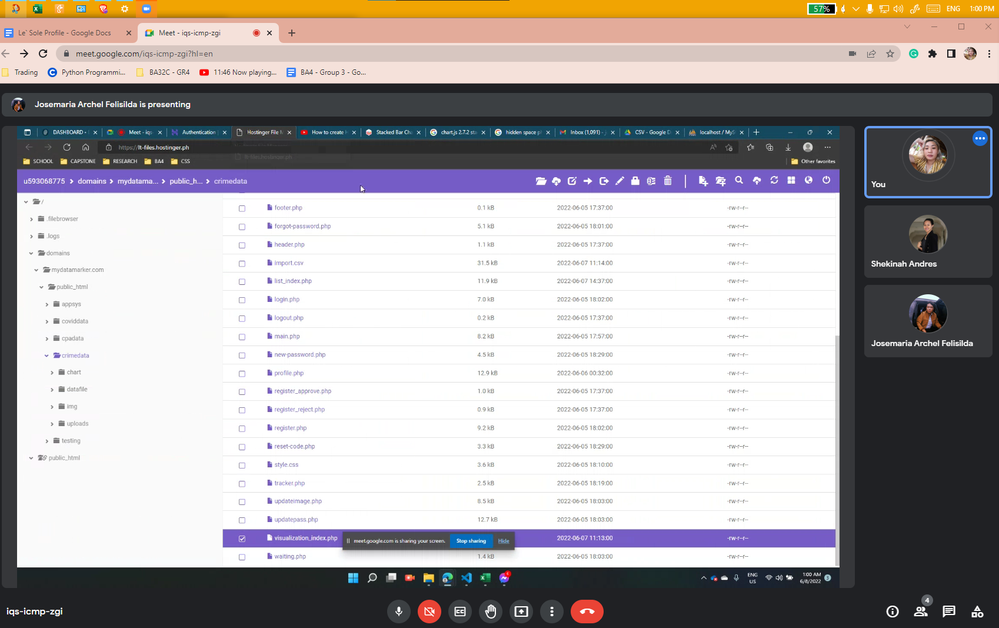 57%
ENG 1:00 PM
Le` Sole Profile - Google Docs
Meet - iqs-icmp-zgi
meet.google.com/iqs-icmp-zgi?hl=en
Trading
Python Programmi...
BA32C - GR4
11:46 Now playing...
BA4 - Group 3 - Go...
Josemaria Archel Felisilda is presenting
DASHBOARD -
Meet - iqs-
Authentication
Hostinger File M
How to create H
Stacked Bar Cha
chart.js 2.7.2 sta
hidden space ph
Inbox (1,091) -
CSV - Google D
localhost / MyS
https://lt-files.hostinger.ph
SCHOOL
CAPSTONE
RESEARCH
BA4
CSS
Other favorites
u593068775 > domains > mydatama... > public_h... > crimedata
/
.filebrowser
.logs
domains
mydatamarker.com
public_html
appsys
coviddata
cpadata
crimedata
chart
datafile
img
uploads
testing
public_html
footer.php 0.1 kB 2022-06-05 17:37:00 -rw-r--r--
forgot-password.php 5.1 kB 2022-06-05 18:01:00 -rw-r--r--
header.php 1.1 kB 2022-06-05 17:37:00 -rw-r--r--
import.csv 31.5 kB 2022-06-07 11:14:00 -rw-r--r--
list_index.php 11.9 kB 2022-06-07 14:37:00 -rw-r--r--
login.php 7.0 kB 2022-06-05 18:02:00 -rw-r--r--
logout.php 0.2 kB 2022-06-05 17:37:00 -rw-r--r--
main.php 8.2 kB 2022-06-05 17:57:00 -rw-r--r--
new-password.php 4.5 kB 2022-06-05 18:29:00 -rw-r--r--
profile.php 12.9 kB 2022-06-06 00:32:00 -rw-r--r--
register_approve.php 1.0 kB 2022-06-05 17:37:00 -rw-r--r--
register_reject.php 0.9 kB 2022-06-05 17:37:00 -rw-r--r--
register.php 9.2 kB 2022-06-05 18:02:00 -rw-r--r--
reset-code.php 3.3 kB 2022-06-05 18:29:00 -rw-r--r--
style.css 3.6 kB 2022-06-05 18:10:00 -rw-r--r--
tracker.php 2.5 kB 2022-06-05 18:19:00 -rw-r--r--
updateimage.php 8.5 kB 2022-06-05 18:03:00 -rw-r--r--
updatepass.php 12.7 kB 2022-06-05 18:03:00 -rw-r--r--
visualization_index.php 2022-06-07 11:13:00 -rw-r--r--
meet.google.com is sharing your screen. Stop sharing Hide
waiting.php 1.4 kB 2022-06-05 18:03:00 -rw-r--r--
6
ENG
US
1:00 AM
6/8/2022
3
You
Shekinah Andres
Josemaria Archel Felisilda
iqs-icmp-zgi
4